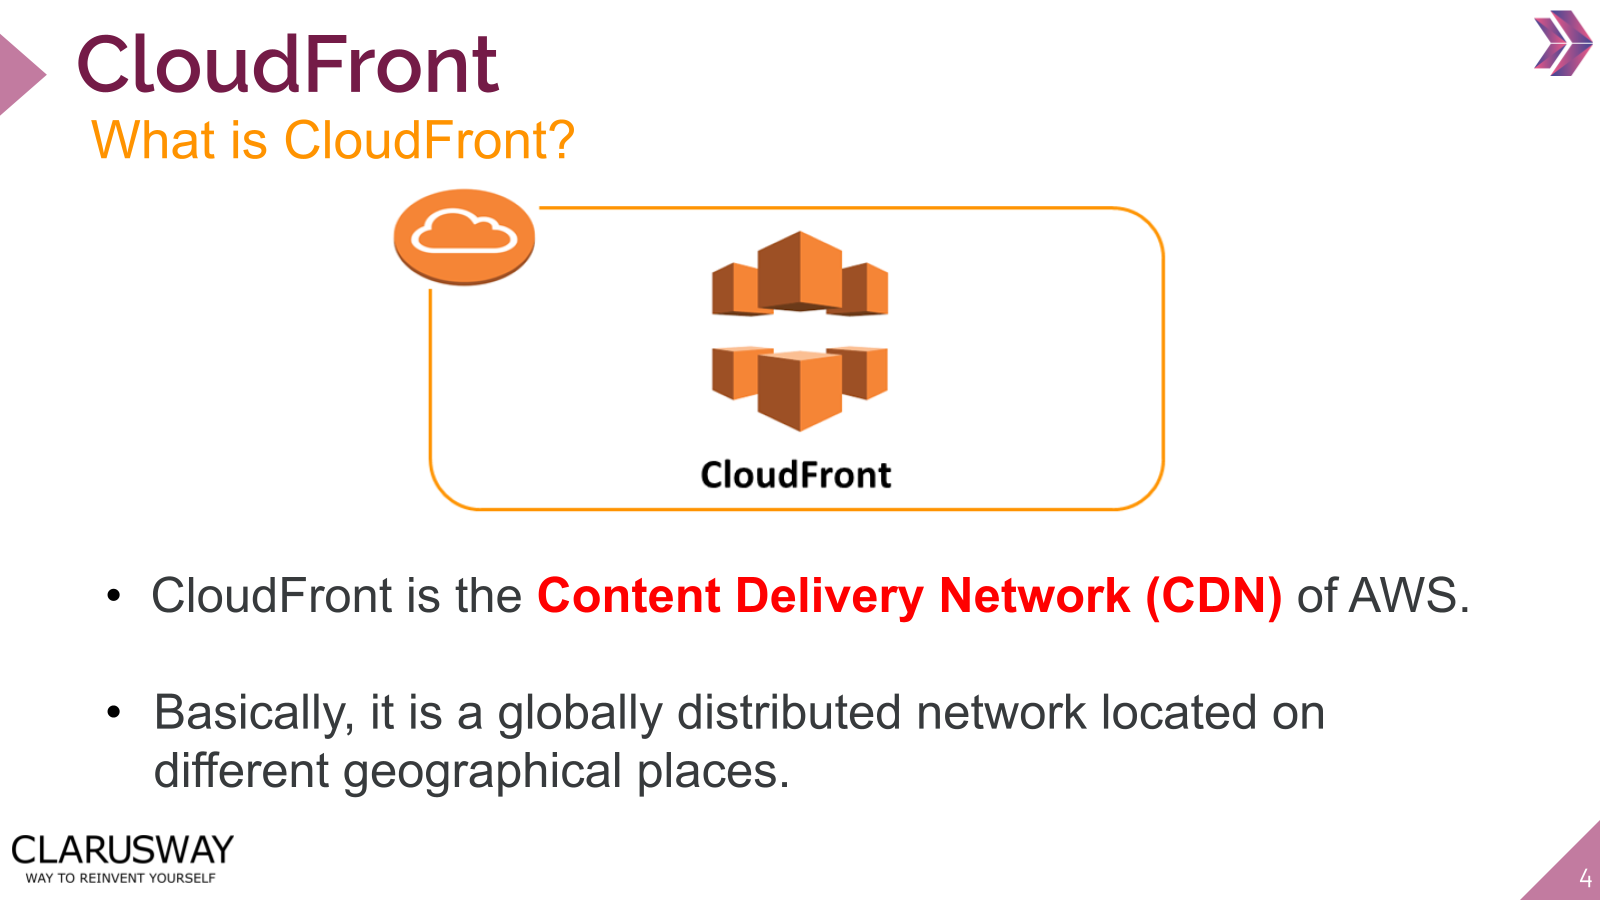 CloudFront
What is CloudFront?
CloudFront
• CloudFront is the Content Delivery Network (CDN) of AWS.
• Basically, it is a globally distributed network located on
different geographical places.
CLARUSWAY
WAY TO REINVENT YOURSELF
4